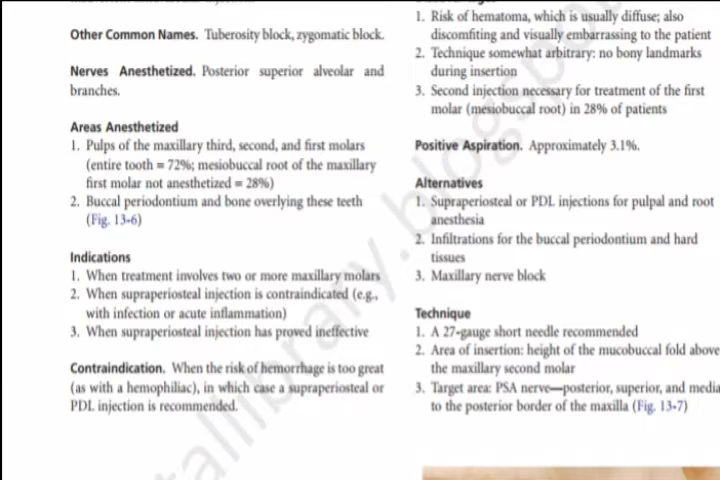 Other Common Names. Tuberosity block, zygomatic block.
Nerves Anesthetized. Posterior superior alveolar and
branches.
Areas Anesthetized
1. Pulps of the maxillary third, second, and first molars
(entire tooth = 72%; mesiobuccal root of the maxillary
first molar not anesthetized = 28%)
2. Buccal periodontium and bone overlying these teeth
(Fig. 13-6)
Indications
1. When treatment involves two or more maxillary molars
2. When supraperiosteal injection is contraindicated (e.g.,
with infection or acute inflammation)
3. When supraperiosteal injection has proved ineffective
Contraindication. When the risk of hemorrhage is too great
(as with a hemophiliac), in which case a supraperiosteal or
PDL injection is recommended.
1. Risk of hematoma, which is usually diffuse; also
discomfiting and visually embarrassing to the patient
2. Technique somewhat arbitrary: no bony landmarks
during insertion
3. Second injection necessary for treatment of the first
molar (mesiobuccal root) in 28% of patients
Positive Aspiration. Approximately 3.1%.
Alternatives
1. Supraperiosteal or PDL injections for pulpal and root
anesthesia
2. Infiltrations for the buccal periodontium and hard
tissues
3. Maxillary nerve block
Technique
1. A 27-gauge short needle recommended
2. Area of insertion: height of the mucobuccal fold above
the maxillary second molar
3. Target area: PSA nerve—posterior, superior, and media
to the posterior border of the maxilla (Fig. 13-7)
tallibrary.blogspo